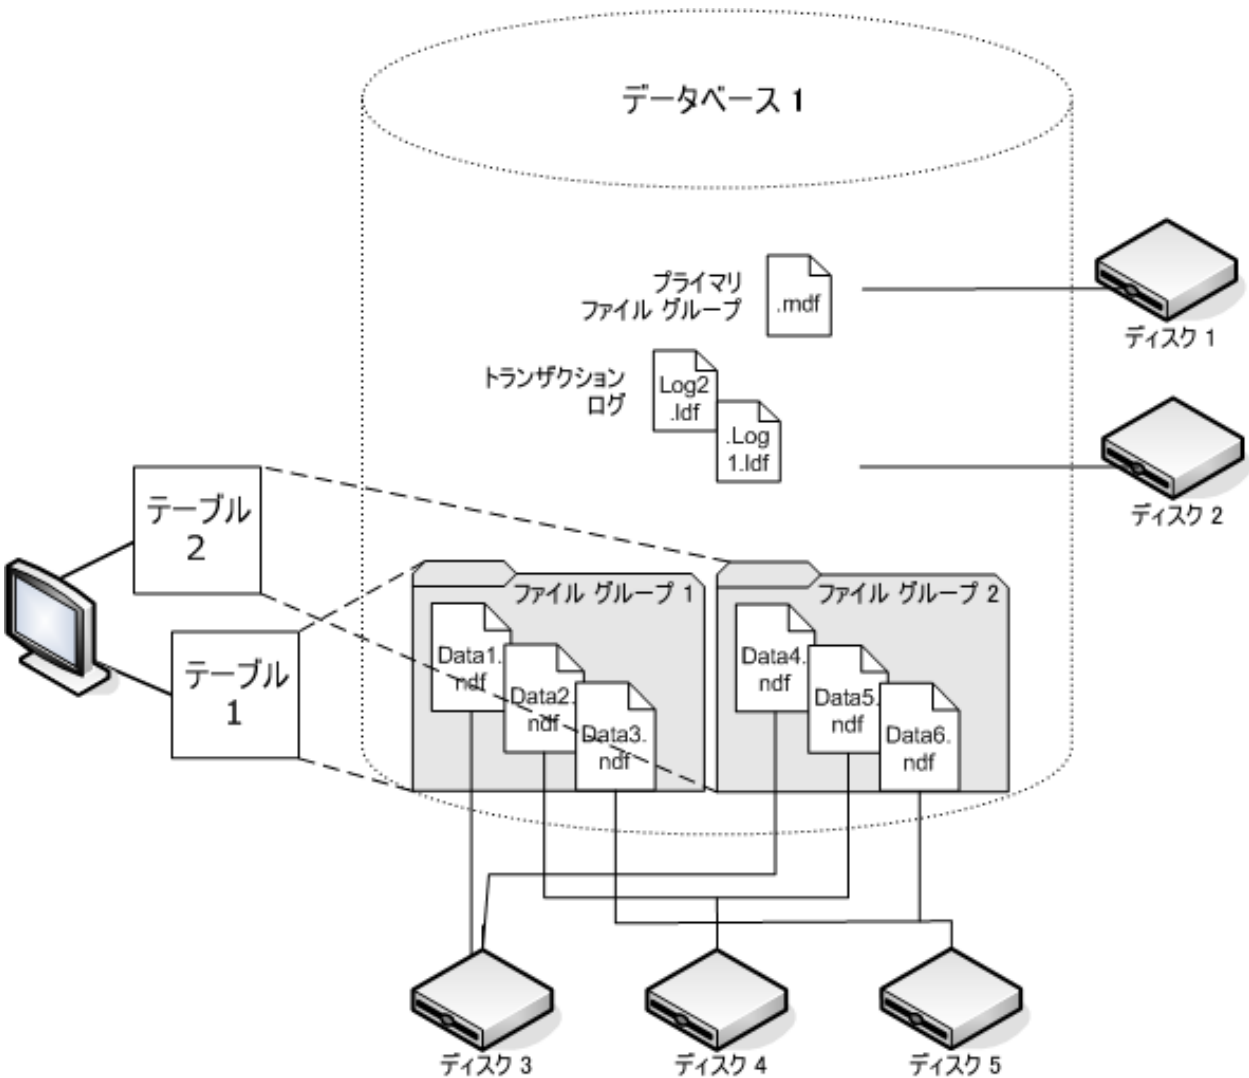 データベース 1
プライマリ
ファイル グループ
.mdf
ディスク 1
トランザクション
ログ
Log2
.ldf
.Log
1.ldf
ディスク 2
テーブル
2
テーブル
1
ファイル グループ 1
Data1.
ndf
Data2.
ndf
Data3.
ndf
ファイル グループ 2
Data4.
ndf
Data5.
ndf
Data6.
ndf
ディスク 3
ディスク 4
ディスク 5